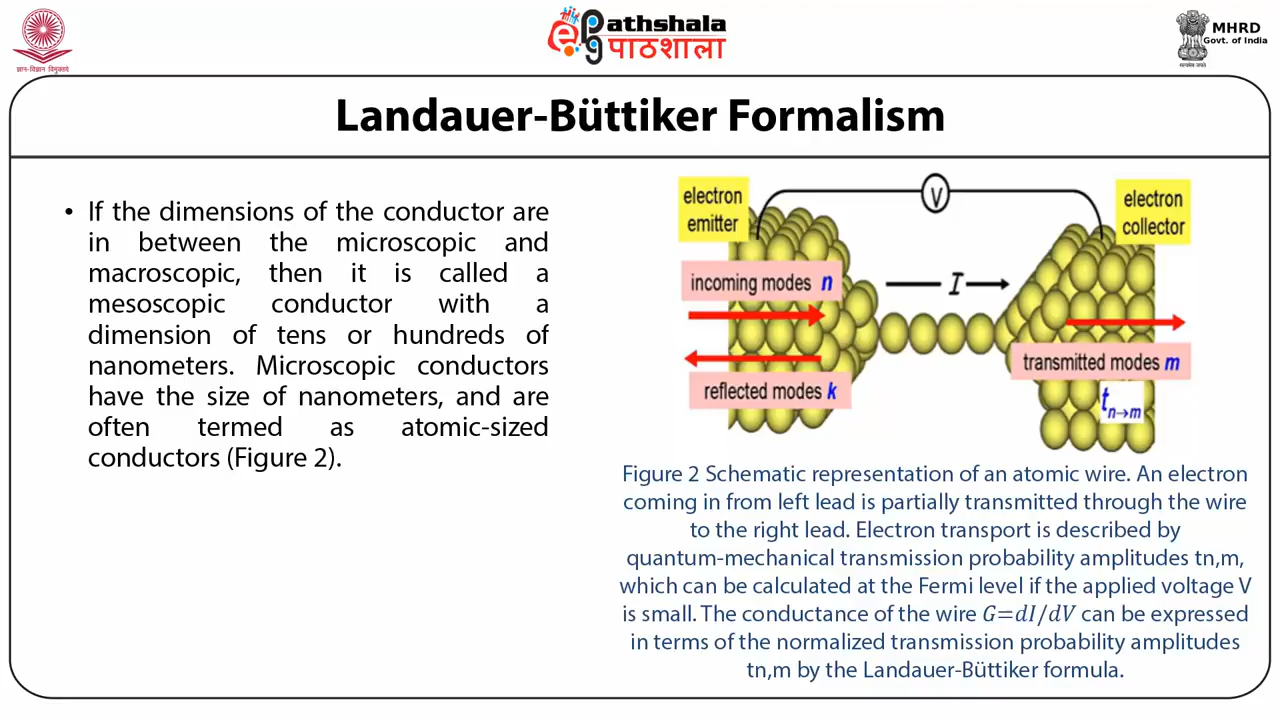 ज्ञान-विज्ञान विमुक्तये
ePg athshala
पाठशाला
MHRD
Govt. of India
सत्यमेव जयते
Landauer-Büttiker Formalism
• If the dimensions of the conductor are
in between the microscopic and
macroscopic, then it is called a
mesoscopic conductor with a
dimension of tens or hundreds of
nanometers. Microscopic conductors
have the size of nanometers, and are
often termed as atomic-sized
conductors (Figure 2).
electron
emitter
V
electron
collector
incoming modes n
I
reflected modes k
transmitted modes m
t n→m
Figure 2 Schematic representation of an atomic wire. An electron
coming in from left lead is partially transmitted through the wire
to the right lead. Electron transport is described by
quantum-mechanical transmission probability amplitudes tn,m,
which can be calculated at the Fermi level if the applied voltage V
is small. The conductance of the wire G=dI/dV can be expressed
in terms of the normalized transmission probability amplitudes
tn,m by the Landauer-Büttiker formula.